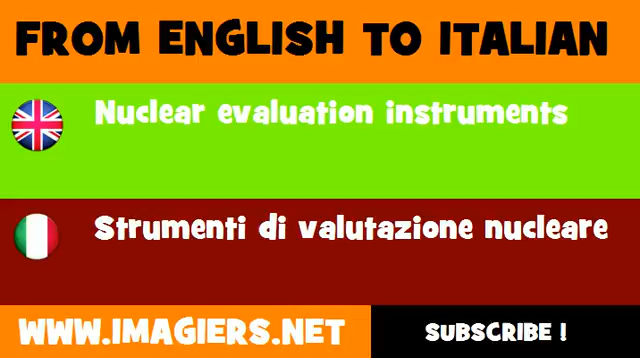 FROM ENGLISH TO ITALIAN
Nuclear evaluation instruments
Strumenti di valutazione nucleare
WWW.IMAGIERS.NET
SUBSCRIBE !